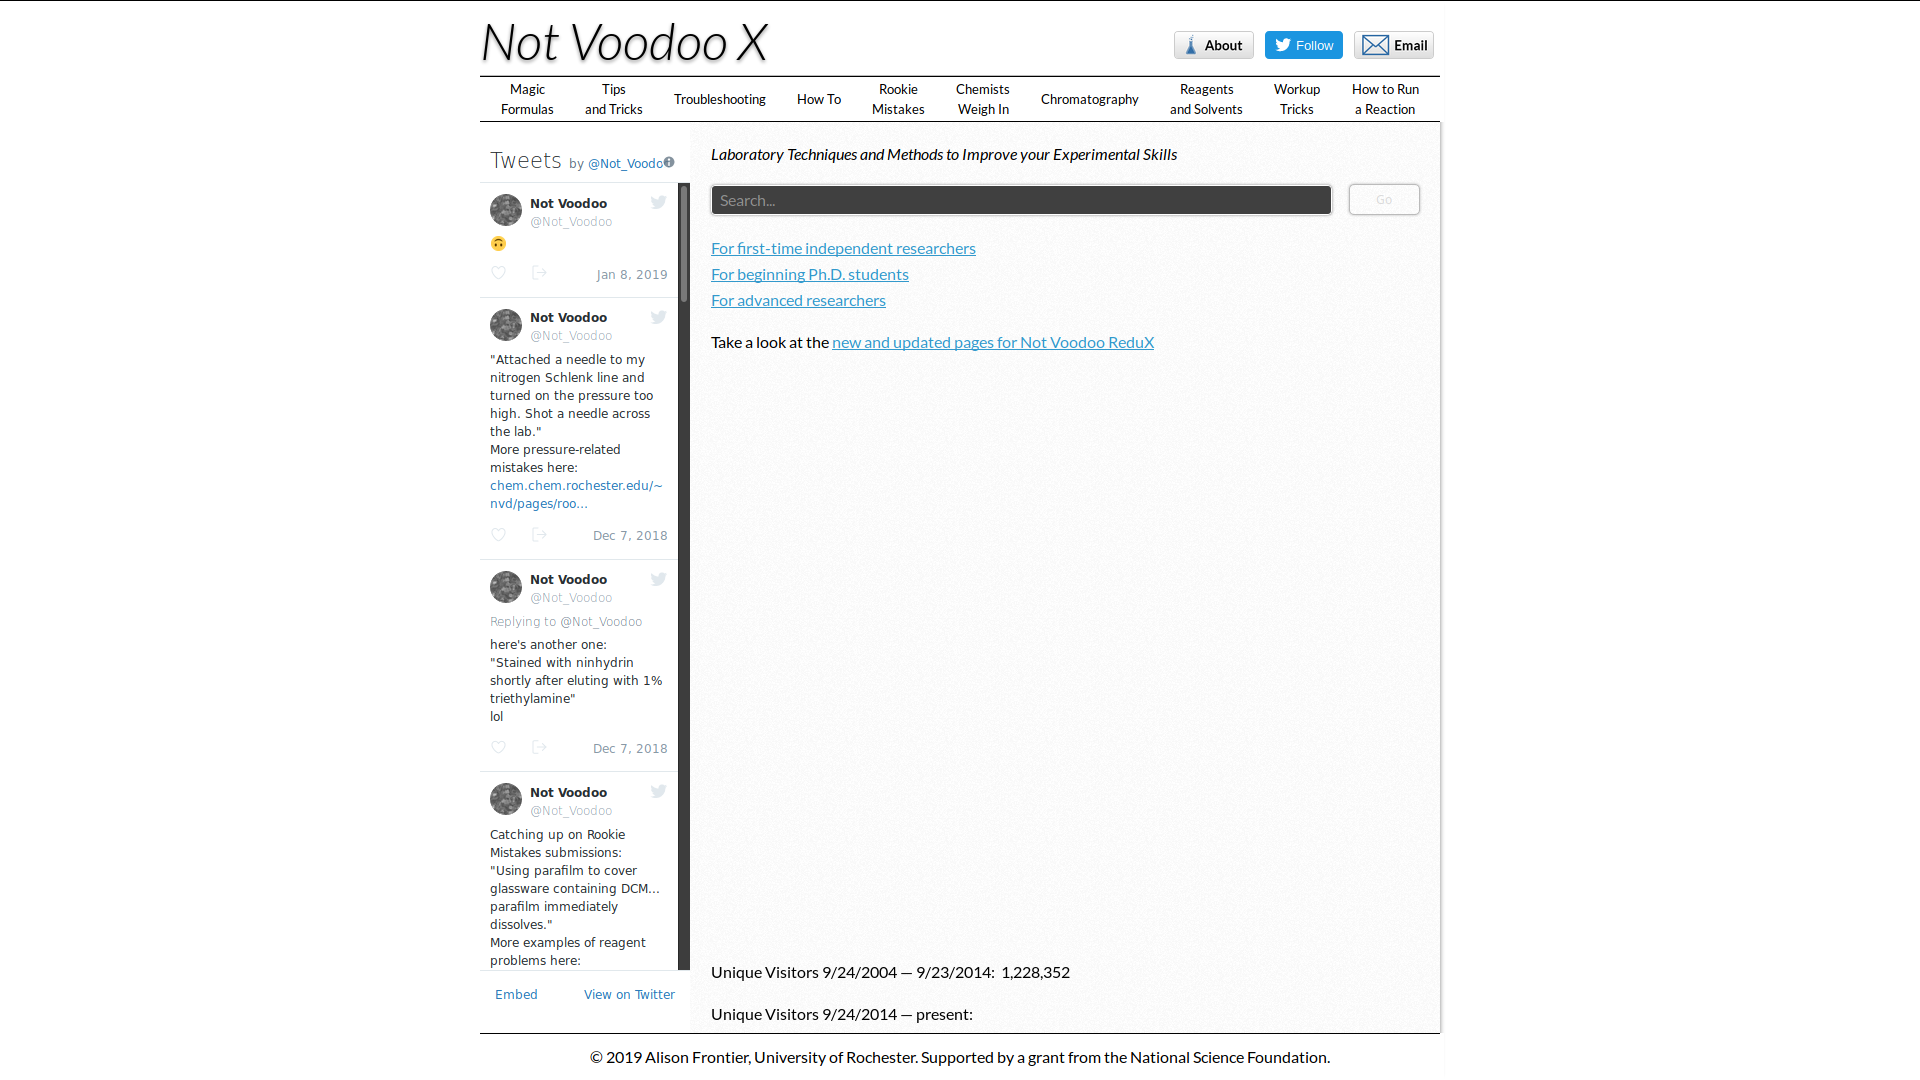 Not Voodoo X
About
Follow
Email
Magic
Formulas
Tips
and Tricks
Troubleshooting
How To
Rookie
Mistakes
Chemists
Weigh In
Chromatography
Reagents
and Solvents
Workup
Tricks
How to Run
a Reaction
Tweets by @Not_Voodo
Not Voodoo
@Not_Voodoo
Jan 8, 2019
Not Voodoo
@Not_Voodoo
"Attached a needle to my
nitrogen Schlenk line and
turned on the pressure too
high. Shot a needle across
the lab."
More pressure-related
mistakes here:
chem.chem.rochester.edu/~
nvd/pages/roo…
Dec 7, 2018
Not Voodoo
@Not_Voodoo
Replying to @Not_Voodoo
here's another one:
"Stained with ninhydrin
shortly after eluting with 1%
triethylamine"
lol
Dec 7, 2018
Not Voodoo
@Not_Voodoo
Catching up on Rookie
Mistakes submissions:
"Using parafilm to cover
glassware containing DCM...
parafilm immediately
dissolves."
More examples of reagent
problems here:
Embed
View on Twitter
Laboratory Techniques and Methods to Improve your Experimental Skills
Search...
Go
For first-time independent researchers
For beginning Ph.D. students
For advanced researchers
Take a look at the new and updated pages for Not Voodoo ReduX
Unique Visitors 9/24/2004 — 9/23/2014: 1,228,352
Unique Visitors 9/24/2014 — present:
© 2019 Alison Frontier, University of Rochester. Supported by a grant from the National Science Foundation.